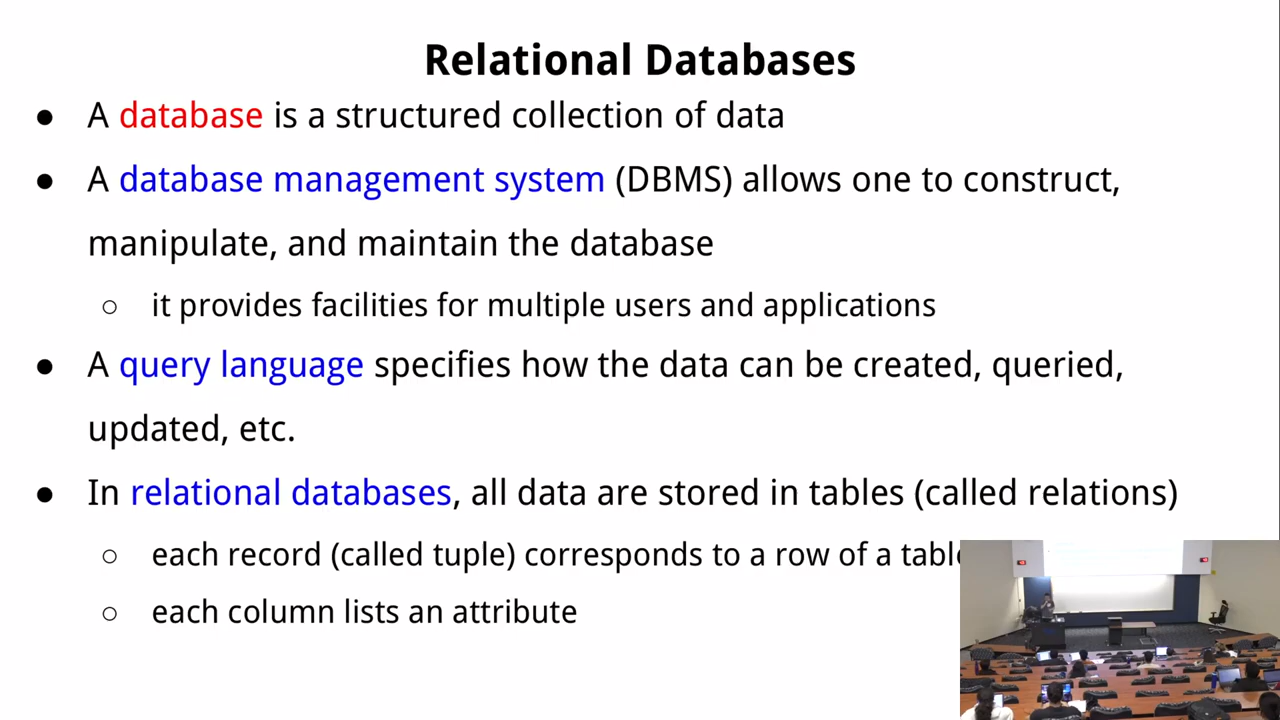 Relational Databases
● A database is a structured collection of data
● A database management system (DBMS) allows one to construct,
manipulate, and maintain the database
○ it provides facilities for multiple users and applications
● A query language specifies how the data can be created, queried,
updated, etc.
● In relational databases, all data are stored in tables (called relations)
○ each record (called tuple) corresponds to a row of a table
○ each column lists an attribute